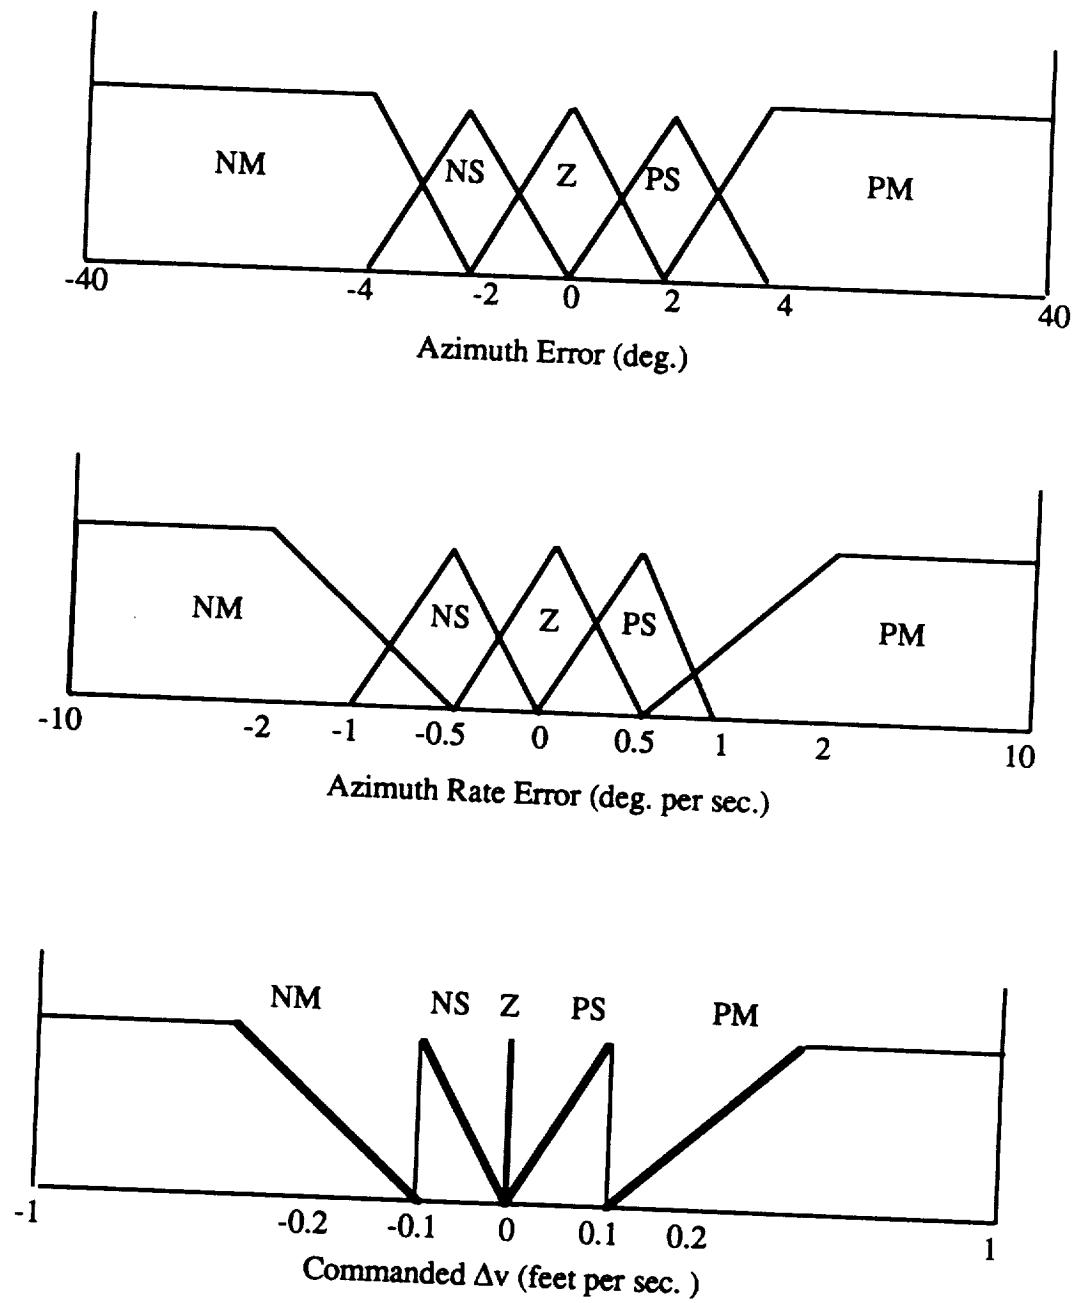 NM NS Z PS PM
-40 -4 -2 0 2 4 40
Azimuth Error (deg.)
NM NS Z PS PM
-10 -2 -1 -0.5 0 0.5 1 2 10
Azimuth Rate Error (deg. per sec.)
NM NS Z PS PM
-1 -0.2 -0.1 0 0.1 0.2 1
Commanded Δv (feet per sec. )